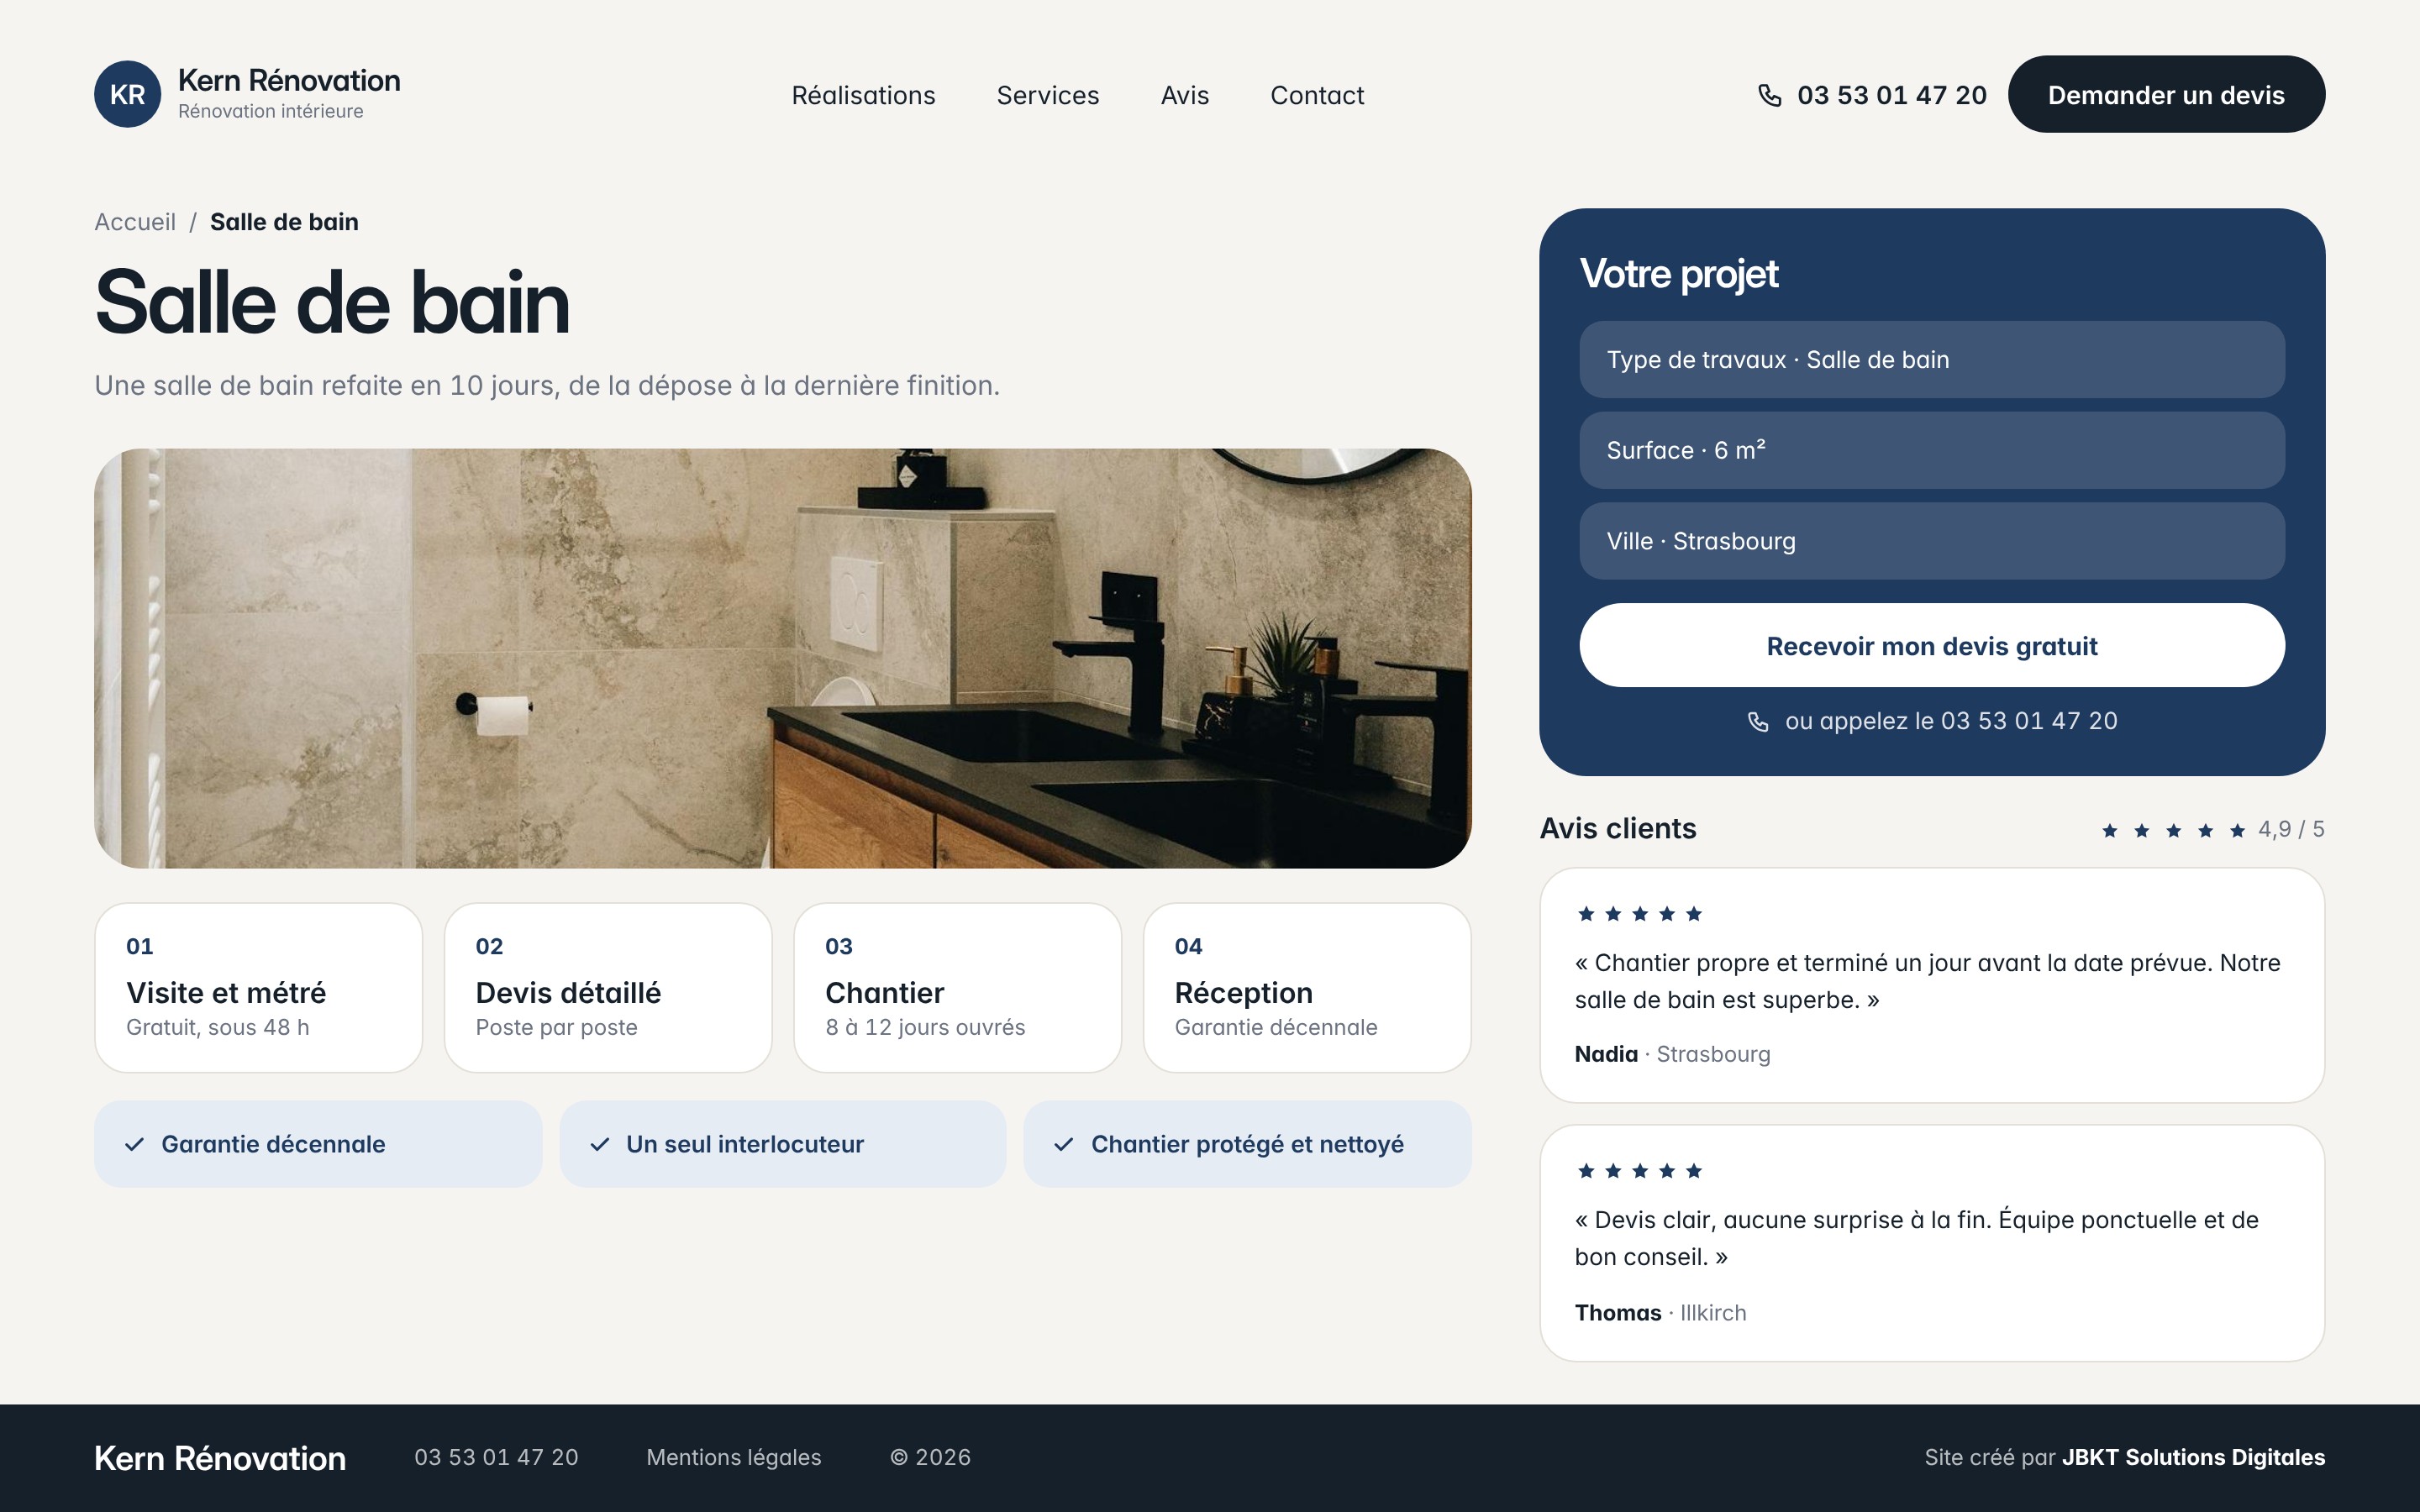 KR
Kern Rénovation
Rénovation intérieure
Réalisations
Services
Avis
Contact
03 53 01 47 20
Demander un devis
Accueil / Salle de bain
Salle de bain
Une salle de bain refaite en 10 jours, de la dépose à la dernière finition.
01
Visite et métré
Gratuit, sous 48 h
02
Devis détaillé
Poste par poste
03
Chantier
8 à 12 jours ouvrés
04
Réception
Garantie décennale
Garantie décennale
Un seul interlocuteur
Chantier protégé et nettoyé
Votre projet
Type de travaux · Salle de bain
Surface · 6 m²
Ville · Strasbourg
Recevoir mon devis gratuit
ou appelez le 03 53 01 47 20
Avis clients
4,9 / 5
« Chantier propre et terminé un jour avant la date prévue. Notre
salle de bain est superbe. »
Nadia · Strasbourg
« Devis clair, aucune surprise à la fin. Équipe ponctuelle et de
bon conseil. »
Thomas · Illkirch
Kern Rénovation
03 53 01 47 20
Mentions légales
© 2026
Site créé par JBKT Solutions Digitales